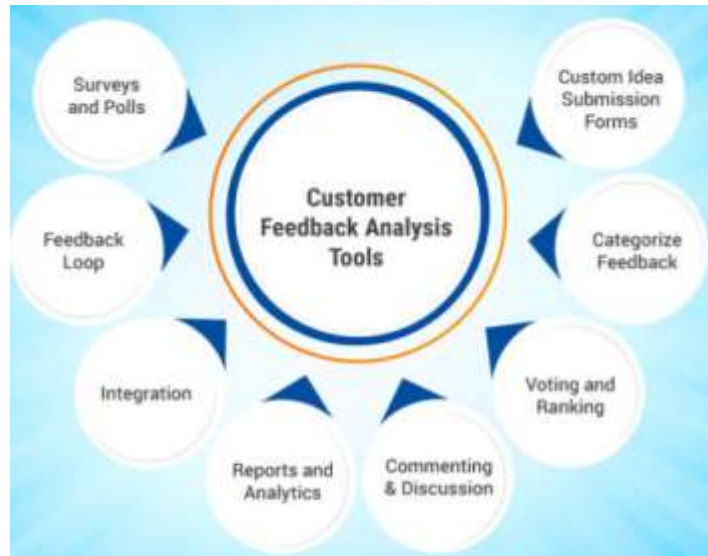 Surveys
and Polls
Custom Idea
Submission
Forms
Customer
Feedback Analysis
Tools
Feedback
Loop
Categorize
Feedback
Integration
Voting and
Ranking
Reports and
Analytics
Commenting
& Discussion